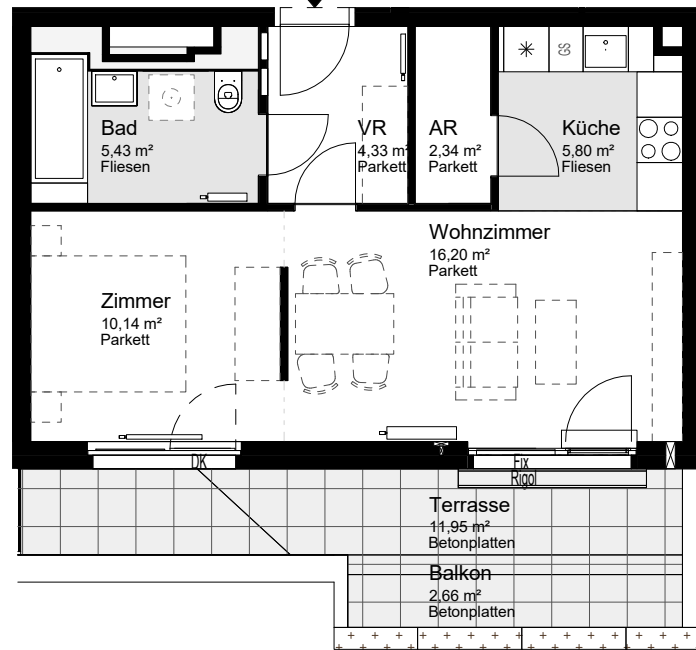 GS
Bad
5,43 m²
Fliesen
VR
4,33 m²
Parkett
AR
2,34 m²
Parkett
Küche
5,80 m²
Fliesen
Wohnzimmer
16,20 m²
Parkett
Zimmer
10,14 m²
Parkett
DK
Fix
Rigol
Terrasse
11,95 m²
Betonplatten
Balkon
2,66 m²
Betonplatten